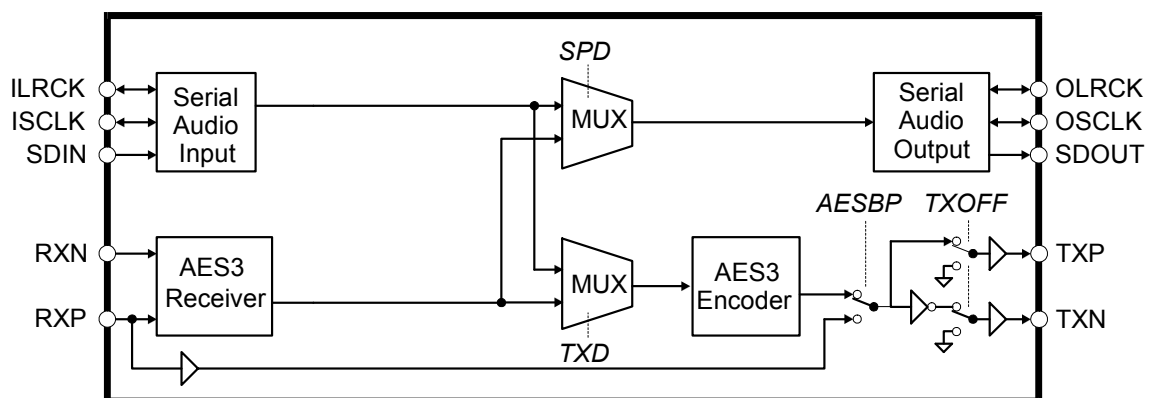 SPD
ILRCK
ISCLK
SDIN
Serial
Audio
Input
MUX
Serial
Audio
Output
OLRCK
OSCLK
SDOUT
AESBP
TXOFF
RXN
RXP
AES3
Receiver
MUX
TXD
AES3
Encoder
TXP
TXN